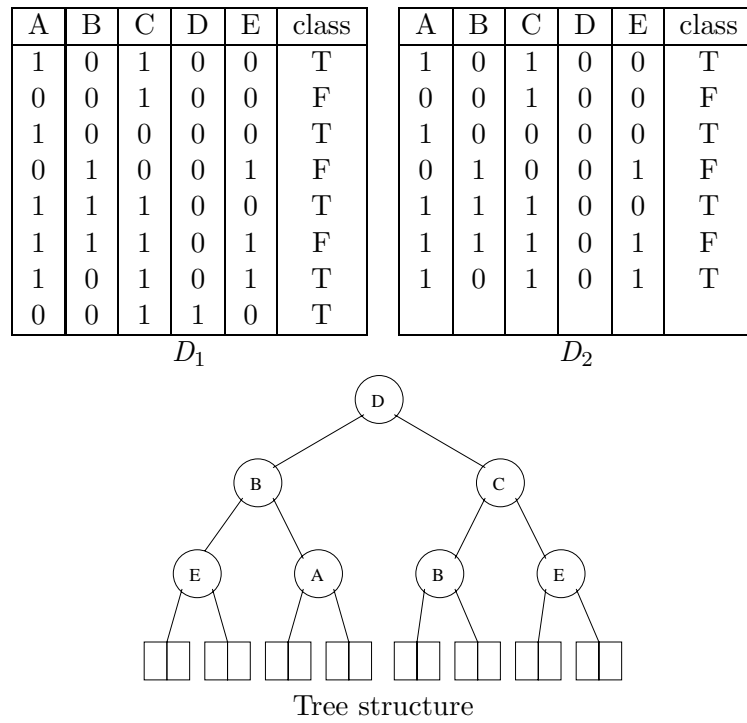 A B C D E class A B C D E class
1 0 1 0 0 T 1 0 1 0 0 T
0 0 1 0 0 F 0 0 1 0 0 F
1 0 0 0 0 T 1 0 0 0 0 T
0 1 0 0 1 F 0 1 0 0 1 F
1 1 1 0 0 T 1 1 1 0 0 T
1 1 1 0 1 F 1 1 1 0 1 F
1 0 1 0 1 T 1 0 1 0 1 T
0 0 1 1 0 T
D₁ D₂
D
B C
E A B E
Tree structure